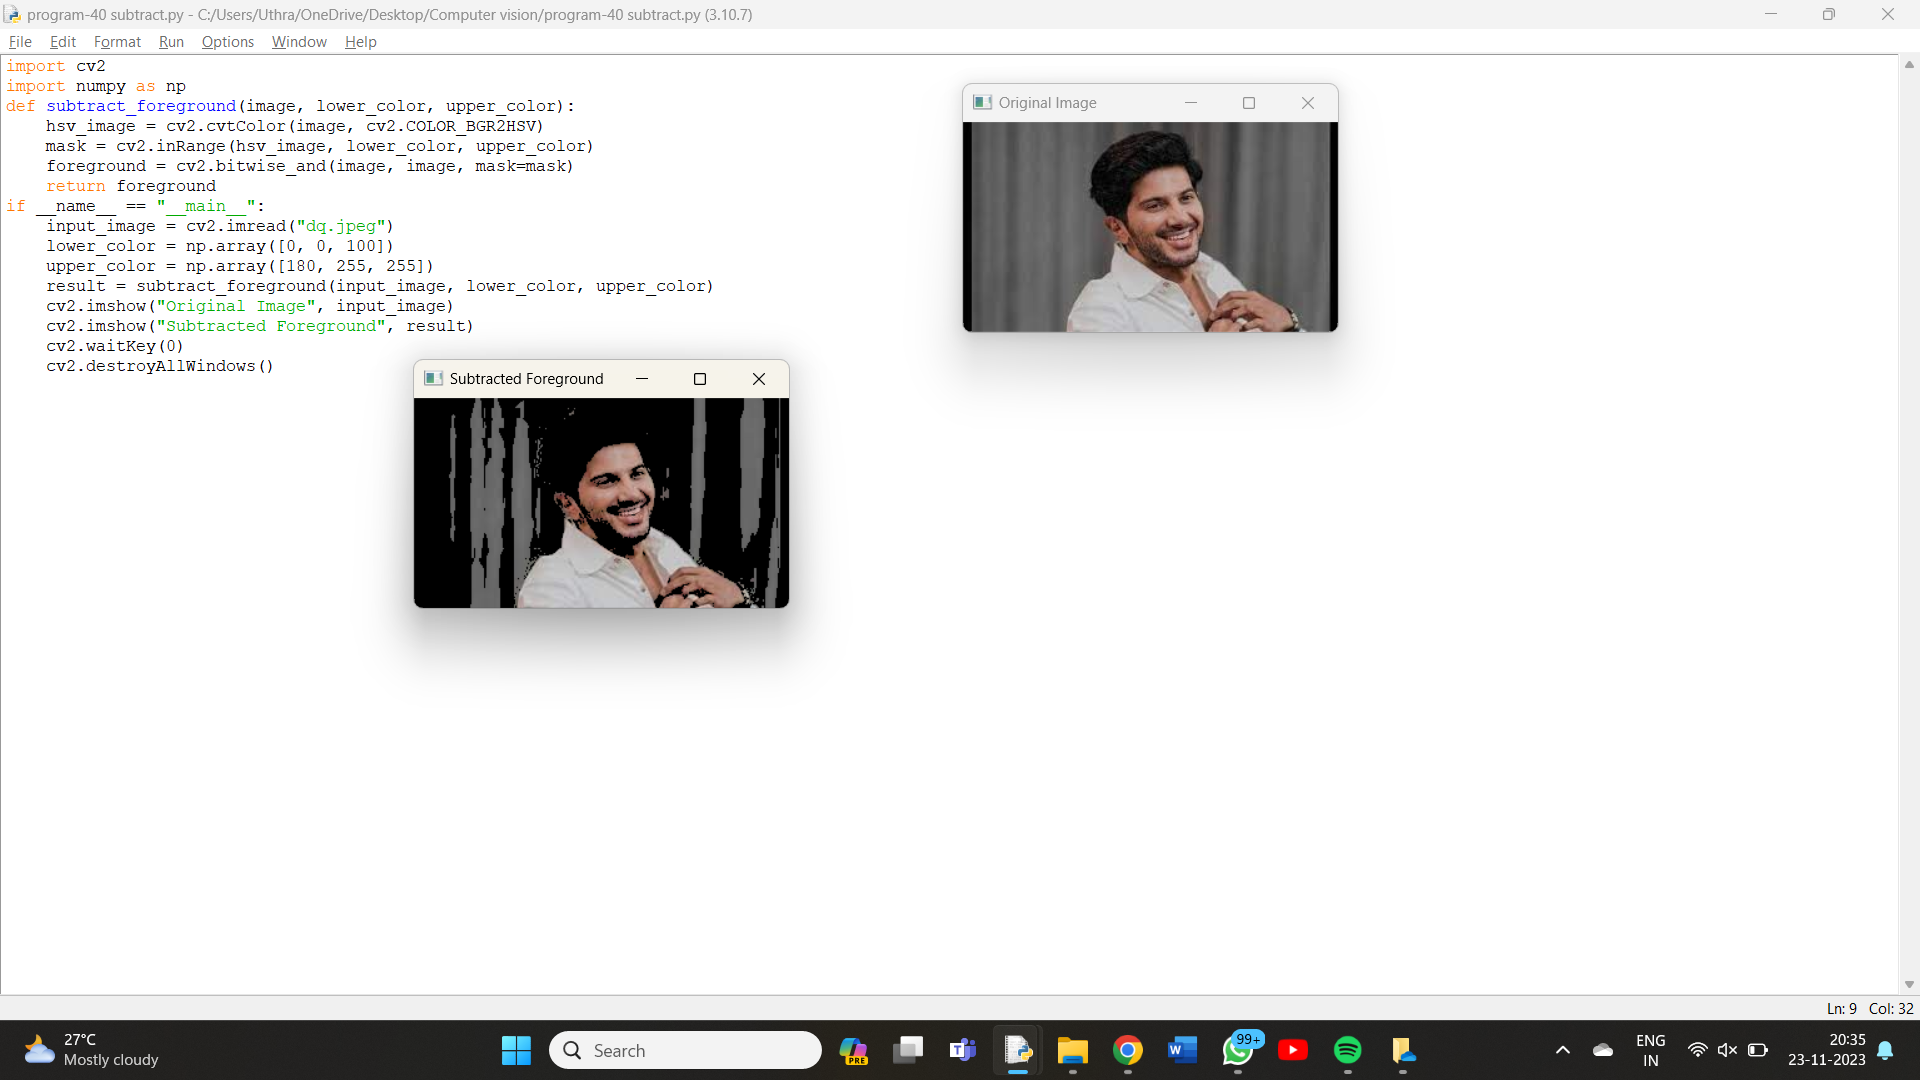 program-40 subtract.py - C:/Users/Uthra/OneDrive/Desktop/Computer vision/program-40 subtract.py (3.10.7)
File Edit Format Run Options Window Help
import cv2
import numpy as np
def subtract_foreground(image, lower_color, upper_color):
    hsv_image = cv2.cvtColor(image, cv2.COLOR_BGR2HSV)
    mask = cv2.inRange(hsv_image, lower_color, upper_color)
    foreground = cv2.bitwise_and(image, image, mask=mask)
    return foreground
if __name__ == "__main__":
    input_image = cv2.imread("dq.jpeg")
    lower_color = np.array([0, 0, 100])
    upper_color = np.array([180, 255, 255])
    result = subtract_foreground(input_image, lower_color, upper_color)
    cv2.imshow("Original Image", input_image)
    cv2.imshow("Subtracted Foreground", result)
    cv2.waitKey(0)
    cv2.destroyAllWindows()
Original Image
Subtracted Foreground
Ln: 9 Col: 32
27°C
Mostly cloudy
Search
PRE
T
W
99+
ENG
IN
20:35
23-11-2023